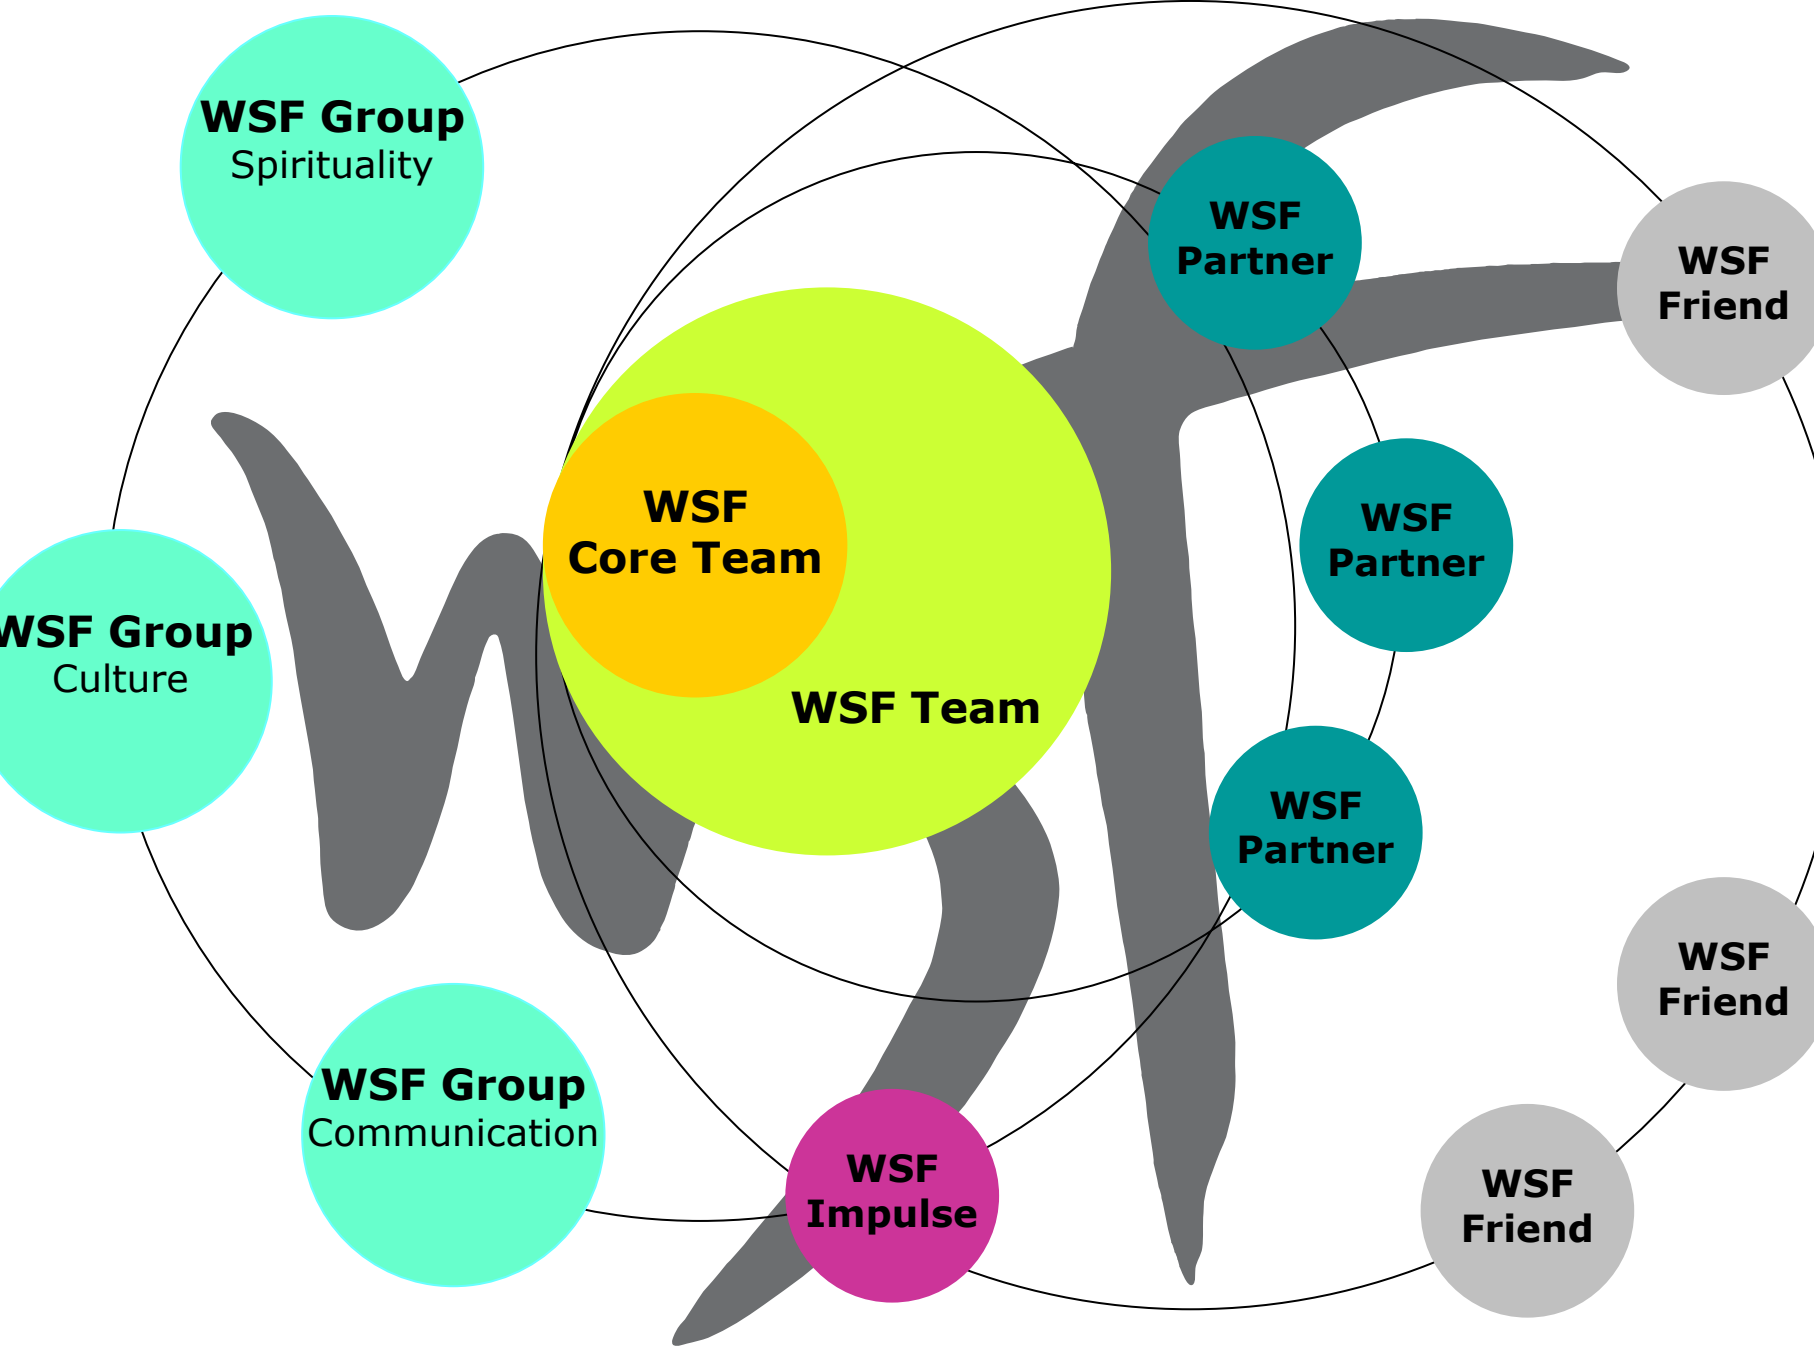 WSF Group
Spirituality
WSF
Partner
WSF
Friend
WSF
Core Team
WSF
Partner
WSF Group
Culture
WSF Team
WSF
Partner
WSF
Friend
WSF Group
Communication
WSF
Impulse
WSF
Friend